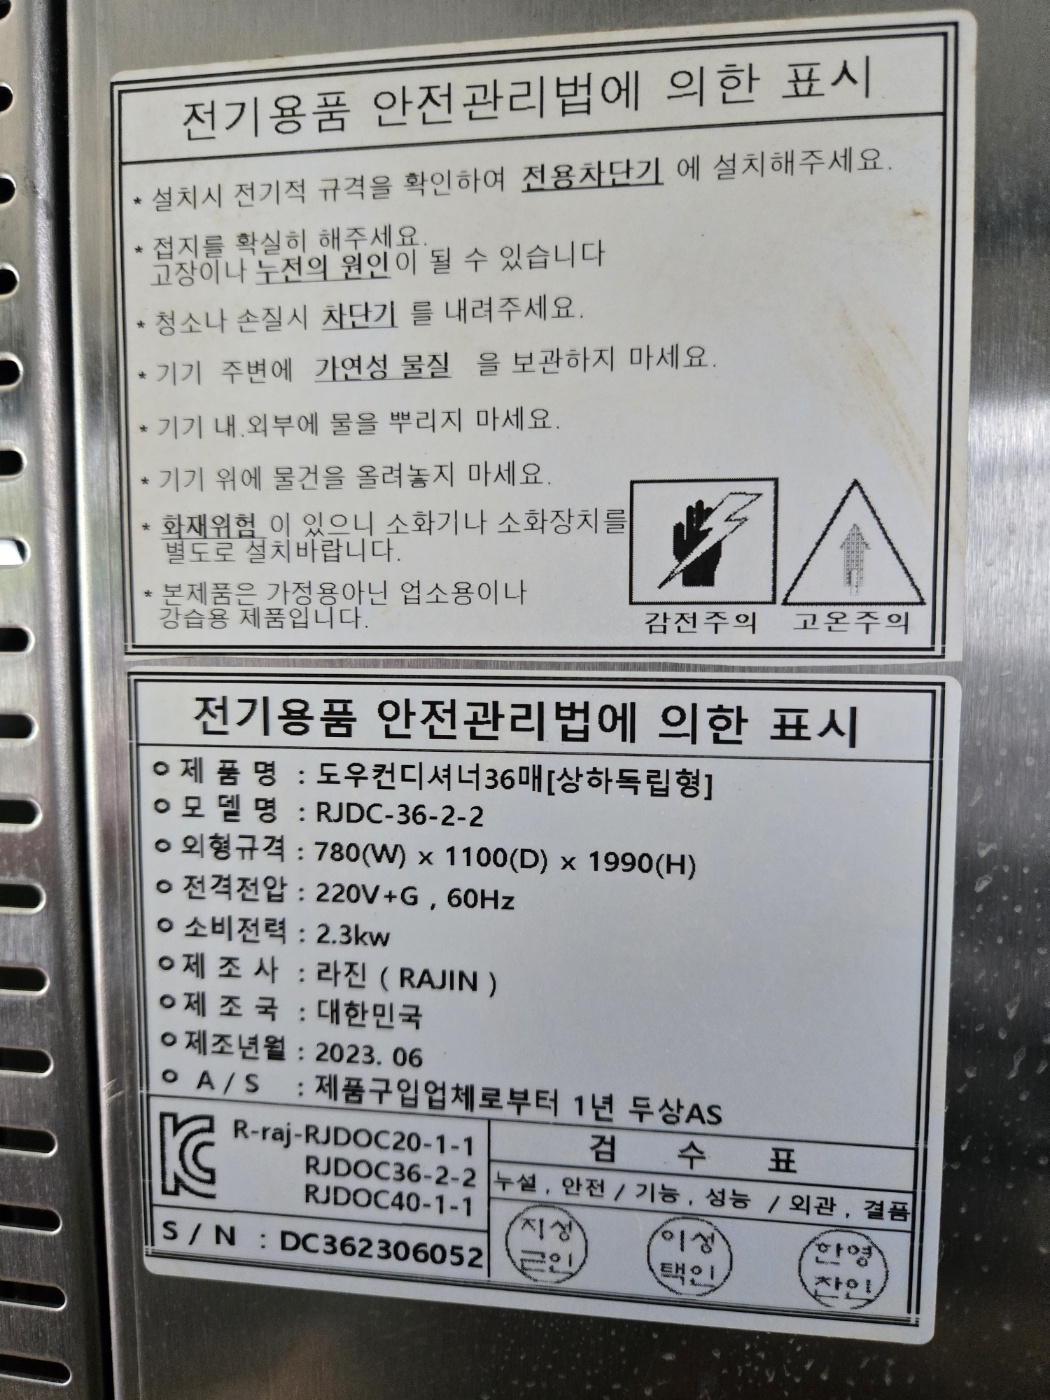 전기용품 안전관리법에 의한 표시
* 설치시 전기적 규격을 확인하여 전용차단기 에 설치해주세요.
* 접지를 확실히 해주세요.
고장이나 누전의 원인이 될 수 있습니다
* 청소나 손질시 차단기 를 내려주세요.
* 기기 주변에 가연성 물질 을 보관하지 마세요.
* 기기 내.외부에 물을 뿌리지 마세요.
* 기기 위에 물건을 올려놓지 마세요.
* 화재위험 이 있으니 소화기나 소화장치를
별도로 설치바랍니다.
* 본제품은 가정용아닌 업소용이나
강습용 제품입니다.
감전주의 고온주의
전기용품 안전관리법에 의한 표시
제 품 명 : 도우컨디셔너36매[상하독립형]
모 델 명 : RJDC-36-2-2
외형규격 : 780(W) x 1100(D) x 1990(H)
전격전압 : 220V+G , 60Hz
소비전력 : 2.3kw
제 조 사 : 라진 ( RAJIN )
제 조 국 : 대한민국
제조년월 : 2023. 06
A / S : 제품구입업체로부터 1년 두상AS
R-raj-RJDOC20-1-1
RJDOC36-2-2
RJDOC40-1-1
검 수 표
누설 , 안전 / 기능 , 성능 / 외관 , 결품
S / N : DC362306052
지성
근인
이성
택인
한영
찬인